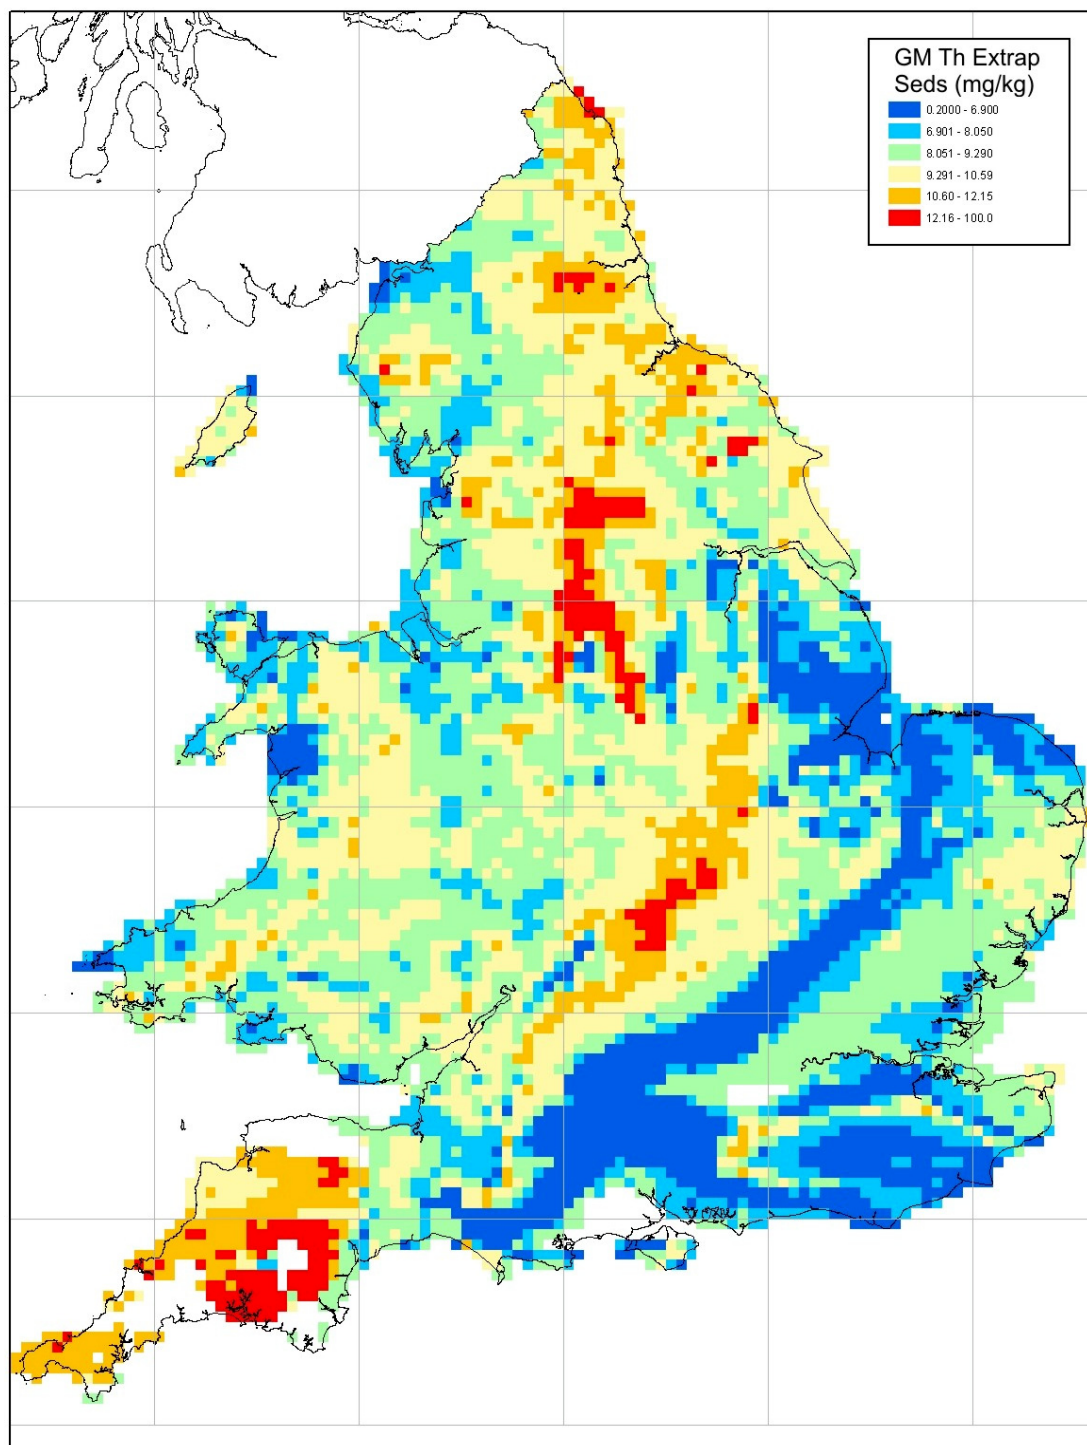 GM Th Extrap
Seds (mg/kg)
0.2000 - 6.900
6.901 - 8.050
8.051 - 9.290
9.291 - 10.59
10.60 - 12.15
12.16 - 100.0